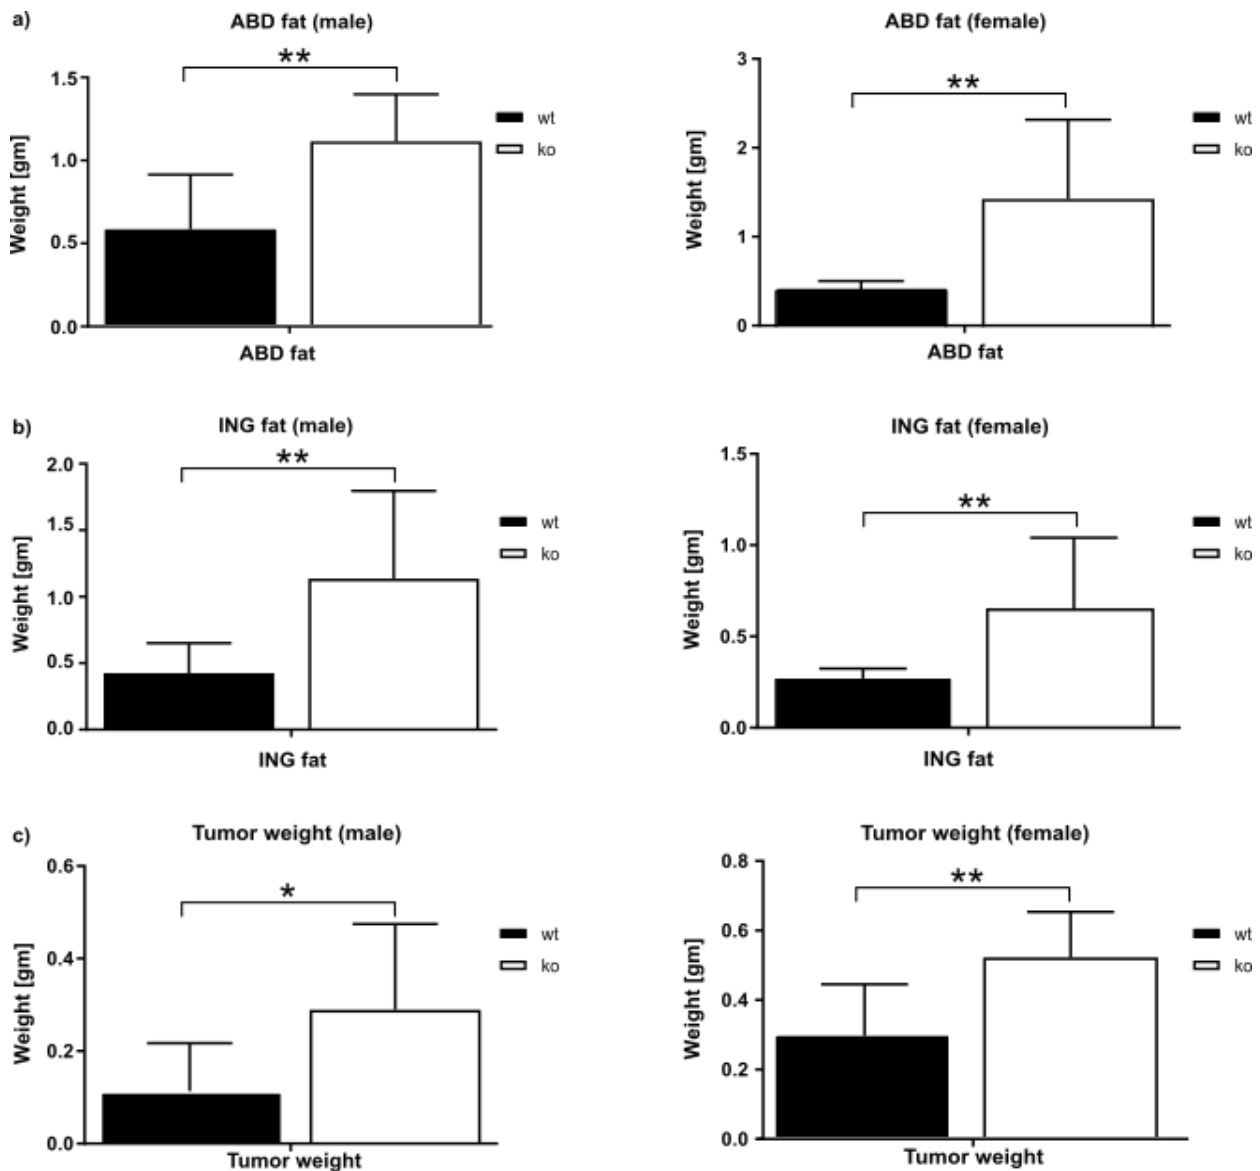 a)
ABD fat (male)
**
1.5
1.0
0.5
0.0
Weight [gm]
wt
ko
ABD fat
ABD fat (female)
**
3
2
1
0
Weight [gm]
wt
ko
ABD fat
b)
ING fat (male)
**
2.0
1.5
1.0
0.5
0.0
Weight [gm]
wt
ko
ING fat
ING fat (female)
**
1.5
1.0
0.5
0.0
Weight [gm]
wt
ko
ING fat
c)
Tumor weight (male)
*
0.6
0.4
0.2
0.0
Weight [gm]
wt
ko
Tumor weight
Tumor weight (female)
**
0.8
0.6
0.4
0.2
0.0
Weight [gm]
wt
ko
Tumor weight